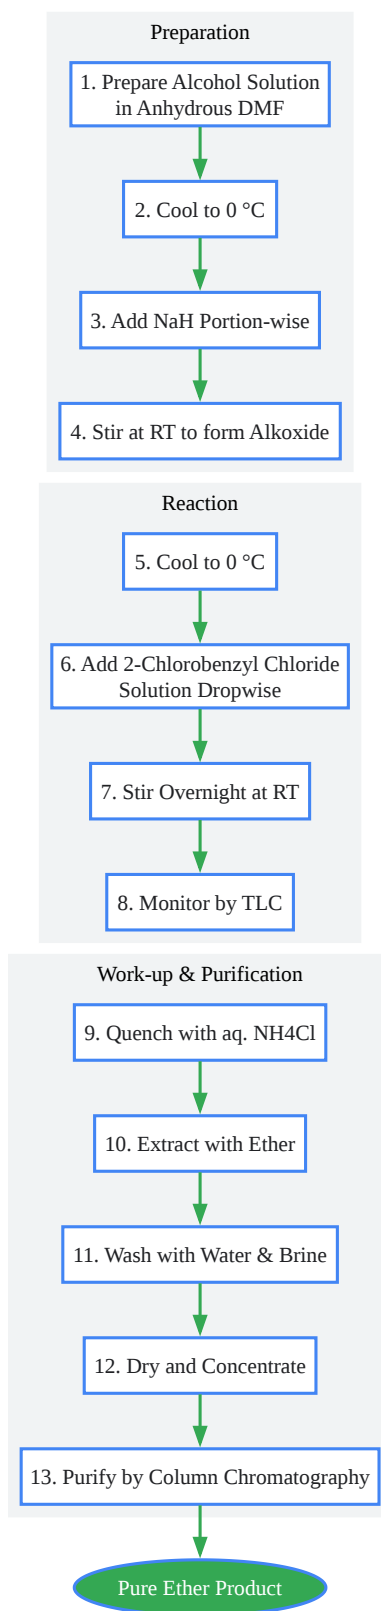 Preparation
1. Prepare Alcohol Solution
in Anhydrous DMF
2. Cool to 0 °C
3. Add NaH Portion-wise
4. Stir at RT to form Alkoxide
Reaction
5. Cool to 0 °C
6. Add 2-Chlorobenzyl Chloride
Solution Dropwise
7. Stir Overnight at RT
8. Monitor by TLC
Work-up & Purification
9. Quench with aq. NH4Cl
10. Extract with Ether
11. Wash with Water & Brine
12. Dry and Concentrate
13. Purify by Column Chromatography
Pure Ether Product